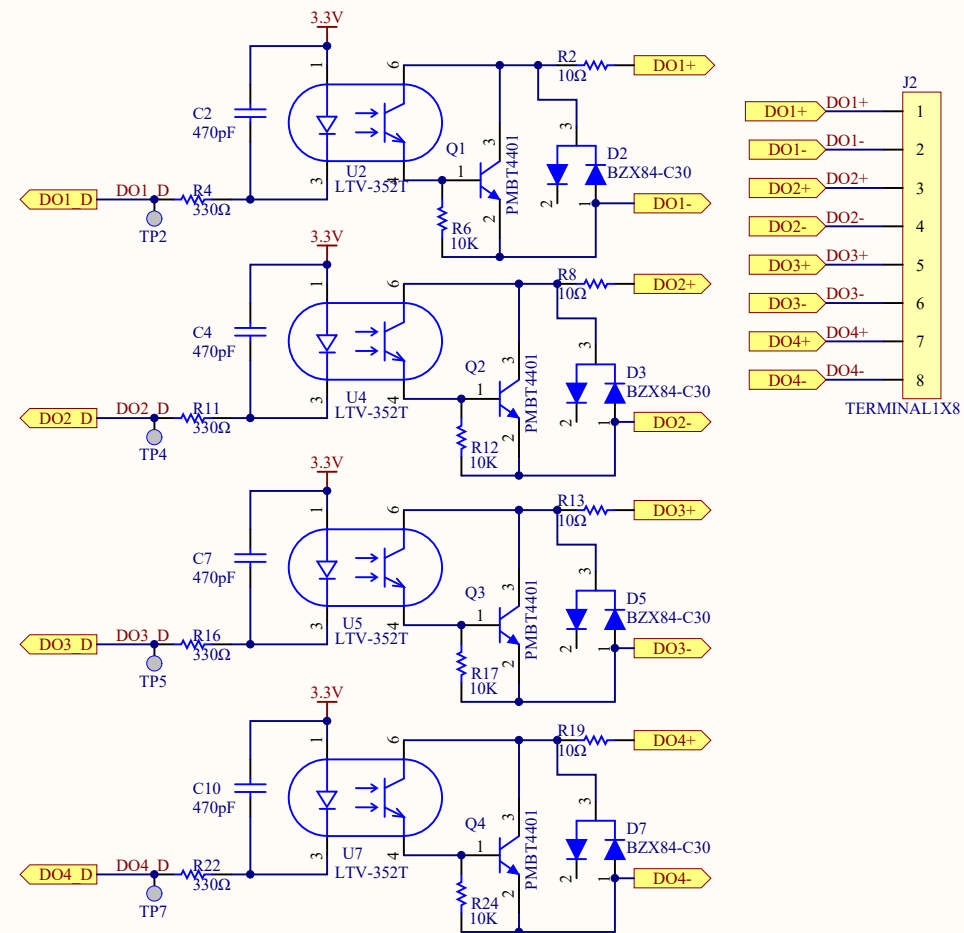 3.3V
1
6
C2
470pF
U2
LTV-352T
3
4
DO1_D
DO1_D
R4
330Ω
TP2
Q1
1
3
2
PMBT4401
R6
10K
R2
10Ω
DO1+
3
D2
BZX84-C30
2
1
DO1-
3.3V
1
6
C4
470pF
U4
LTV-352T
3
4
DO2_D
DO2_D
R11
330Ω
TP4
Q2
1
3
2
PMBT4401
R12
10K
R8
10Ω
DO2+
3
D3
BZX84-C30
2
1
DO2-
3.3V
1
6
C7
470pF
U5
LTV-352T
3
4
DO3_D
DO3_D
R16
330Ω
TP5
Q3
1
3
2
PMBT4401
R17
10K
R13
10Ω
DO3+
3
D5
BZX84-C30
2
1
DO3-
3.3V
1
6
C10
470pF
U7
LTV-352T
3
4
DO4_D
DO4_D
R22
330Ω
TP7
Q4
1
3
2
PMBT4401
R24
10K
R19
10Ω
DO4+
3
D7
BZX84-C30
2
1
DO4-
J2
DO1+ DO1+ 1
DO1- DO1- 2
DO2+ DO2+ 3
DO2- DO2- 4
DO3+ DO3+ 5
DO3- DO3- 6
DO4+ DO4+ 7
DO4- DO4- 8
TERMINAL1X8